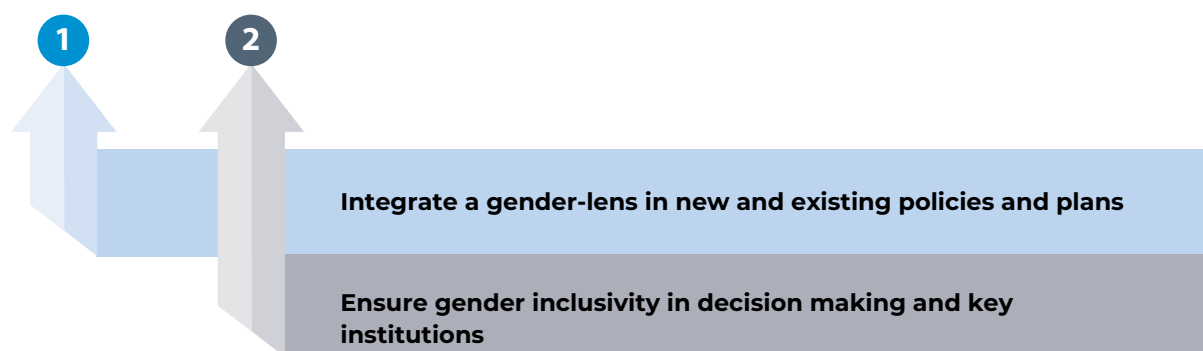 1
2
Integrate a gender-lens in new and existing policies and plans
Ensure gender inclusivity in decision making and key
institutions